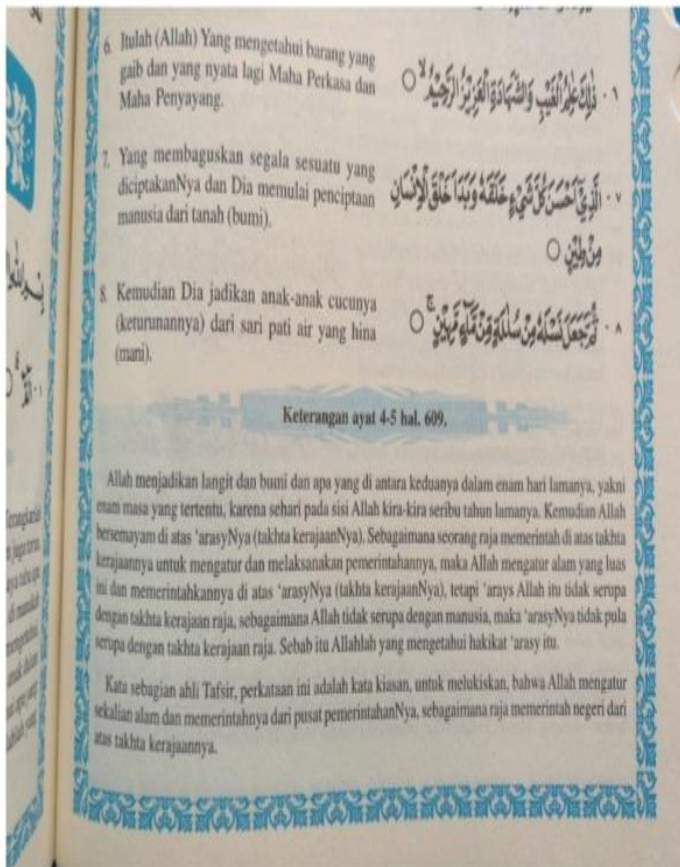 6. Itulah (Allah) Yang mengetahui barang yang
gaib dan yang nyata lagi Maha Perkasa dan
Maha Penyayang.
٦ - ذٰلِكَ عٰلِمُ الْغَيْبِ وَالشَّهَادَةِ الْعَزِيْزُ الرَّحِيْمُ ۙ
7. Yang membaguskan segala sesuatu yang
diciptakanNya dan Dia memulai penciptaan
manusia dari tanah (bumi).
٧ - الَّذِيْٓ اَحْسَنَ كُلَّ شَيْءٍ خَلَقَهٗ وَبَدَاَ خَلْقَ الْاِنْسَانِ
مِنْ طِيْنٍ
8. Kemudian Dia jadikan anak-anak cucunya
(keturunannya) dari sari pati air yang hina
(mani).
٨ - ثُمَّ جَعَلَ نَسْلَهٗ مِنْ سُلٰلَةٍ مِّنْ مَّآءٍ مَّهِيْنٍ ۚ
Keterangan ayat 4-5 hal. 609.
Allah menjadikan langit dan bumi dan apa yang di antara keduanya dalam enam hari lamanya, yakni
enam masa yang tertentu, karena sehari pada sisi Allah kira-kira seribu tahun lamanya. Kemudian Allah
bersemayam di atas 'arasyNya (takhta kerajaanNya). Sebagaimana seorang raja memerintah di atas takhta
kerajaannya untuk mengatur dan melaksanakan pemerintahannya, maka Allah mengatur alam yang luas
ini dan memerintahkannya di atas 'arasyNya (takhta kerajaanNya), tetapi 'arays Allah itu tidak serupa
dengan takhta kerajaan raja, sebagaimana Allah tidak serupa dengan manusia, maka 'arasyNya tidak pula
serupa dengan takhta kerajaan raja. Sebab itu Allahlah yang mengetahui hakikat 'arasy itu.
Kata sebagian ahli Tafsir, perkataan ini adalah kata kiasan, untuk melukiskan, bahwa Allah mengatur
sekalian alam dan memerintahnya dari pusat pemerintahanNya, sebagaimana raja memerintah negeri dari
atas takhta kerajaannya.